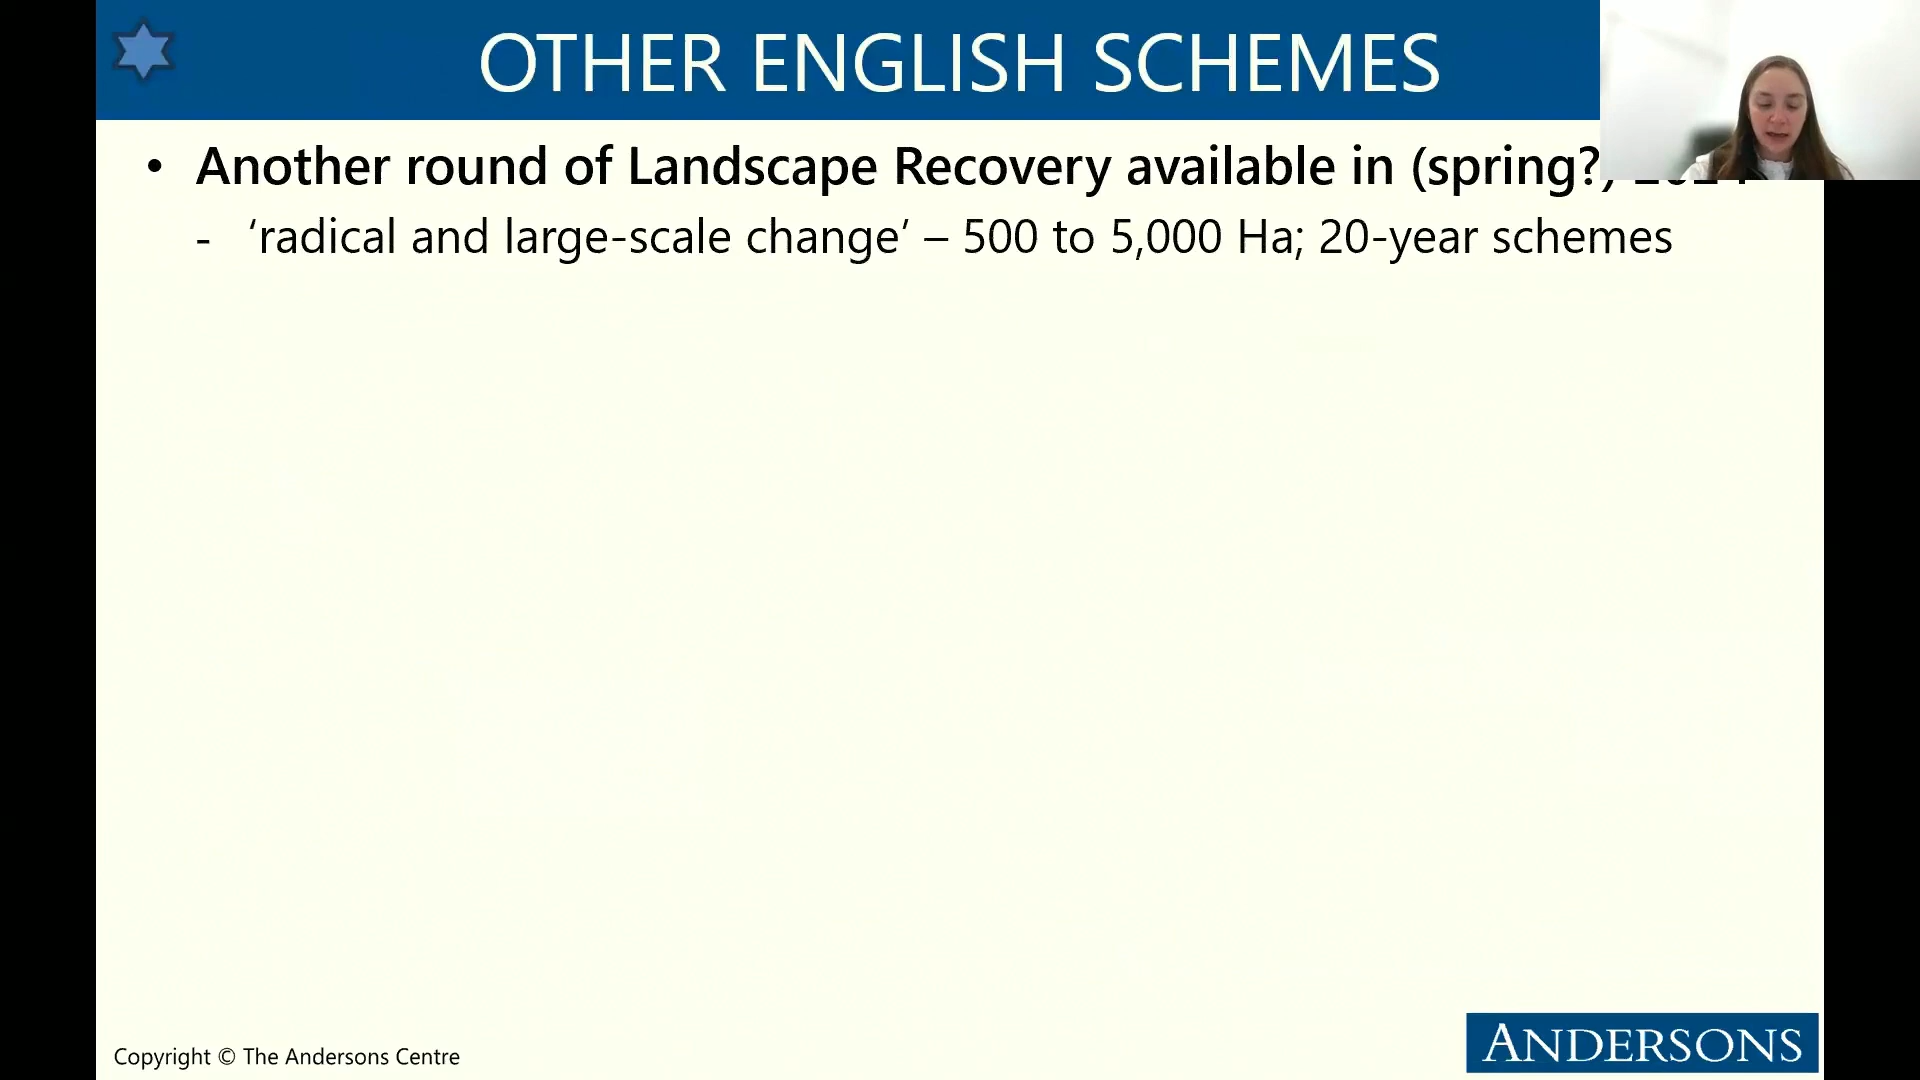 OTHER ENGLISH SCHEMES
• Another round of Landscape Recovery available in (spring?)
- ‘radical and large-scale change’ – 500 to 5,000 Ha; 20-year schemes
Copyright © The Andersons Centre
ANDERSONS